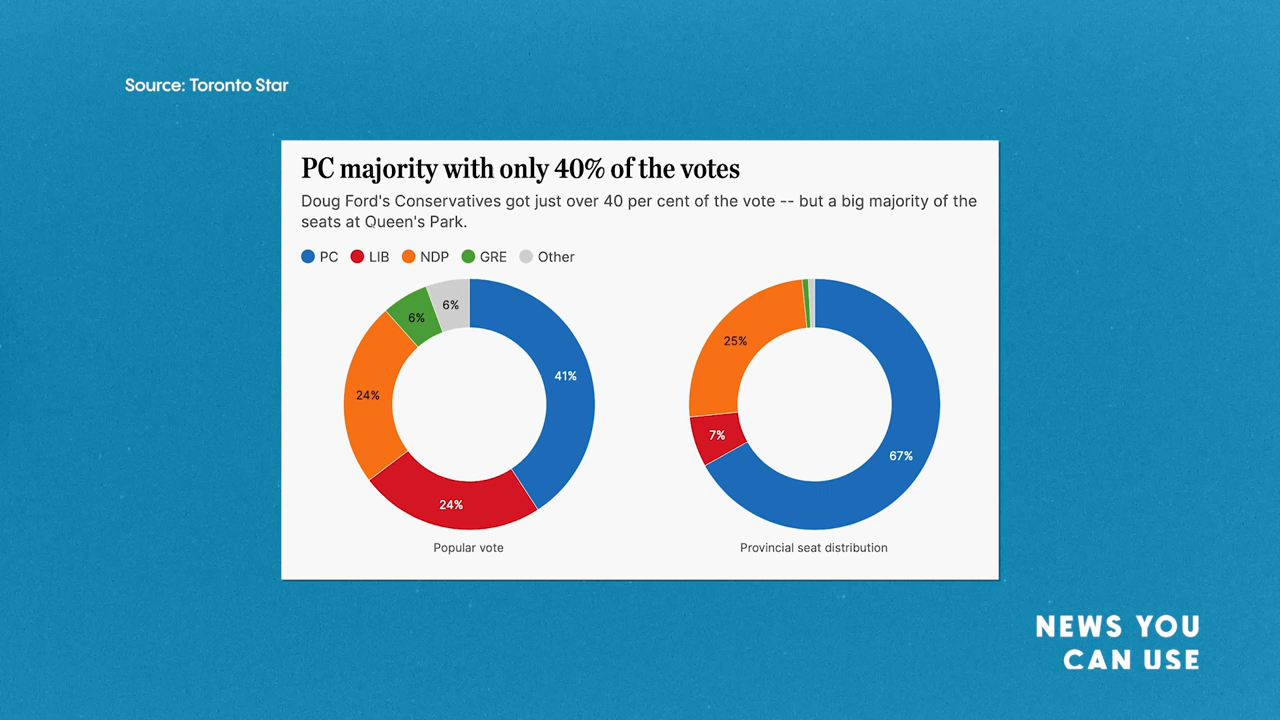 Source: Toronto Star
PC majority with only 40% of the votes
Doug Ford's Conservatives got just over 40 per cent of the vote -- but a big majority of the
seats at Queen's Park.
PC LIB NDP GRE Other
6%
6%
41%
24%
24%
Popular vote
25%
7%
67%
Provincial seat distribution
NEWS YOU
CAN USE